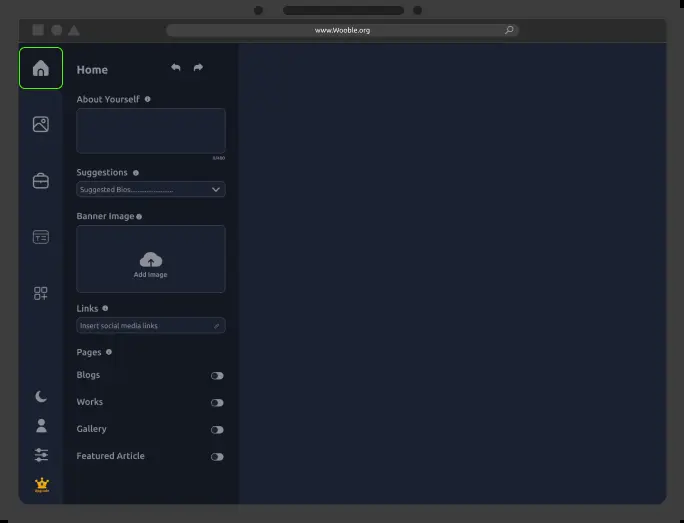 www.Wooble.org
Home
About Yourself
0/400
Suggestions
Suggested Bios......................
Banner Image
Add Image
Links
Insert social media links
Pages
Blogs
Works
Gallery
Featured Article
Upgrade